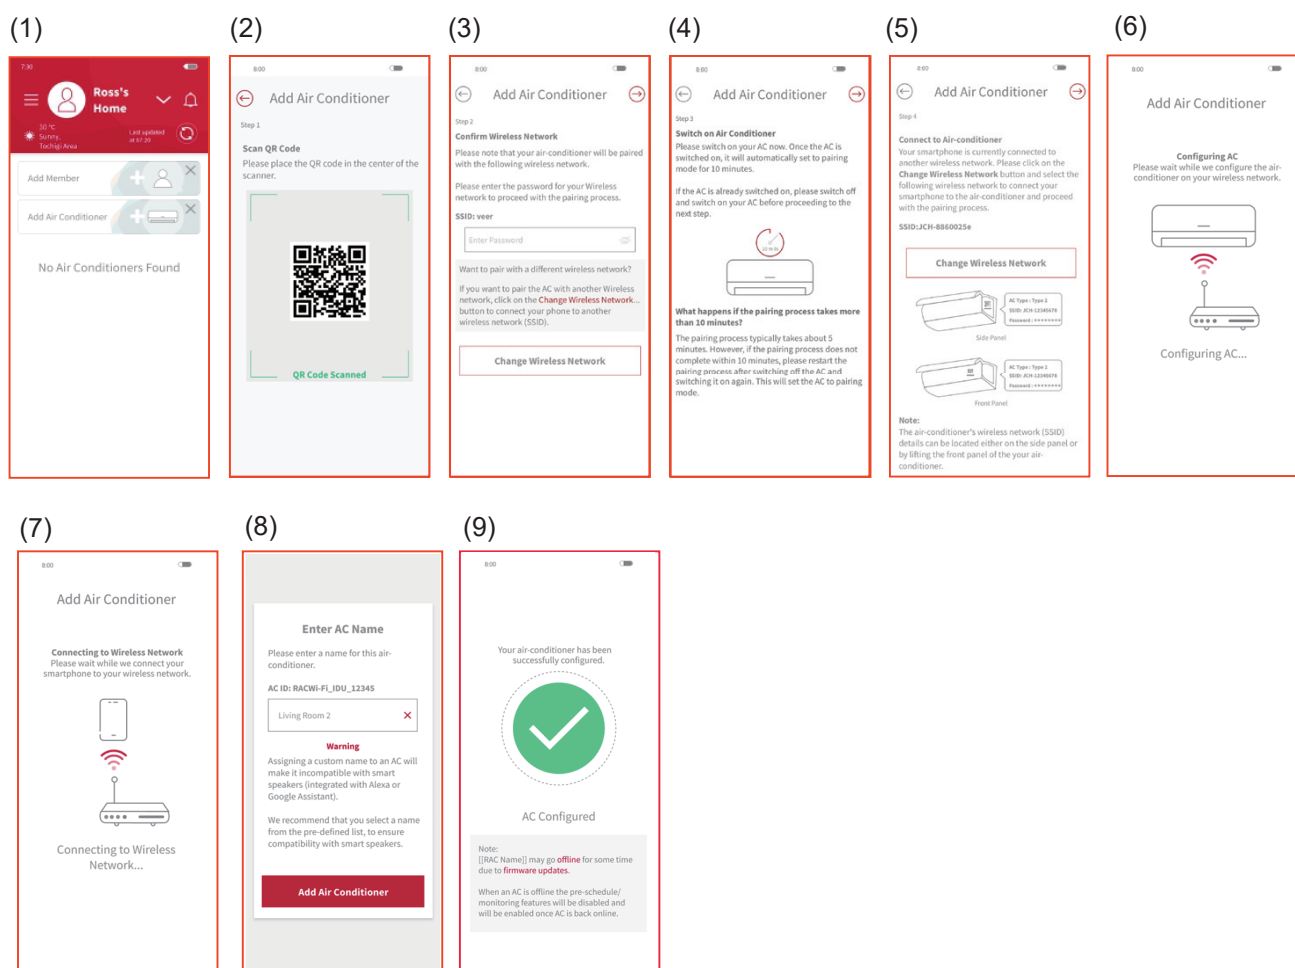 (1)
7:30
Ross's
Home
30 °C
Sunny,
Tochigi Area
Last updated
at 07.20
Add Member
Add Air Conditioner
No Air Conditioners Found
(2)
8:00
Add Air Conditioner
Step 1
Scan QR Code
Please place the QR code in the center of the
scanner.
QR Code Scanned
(3)
8:00
Add Air Conditioner
Step 2
Confirm Wireless Network
Please note that your air-conditioner will be paired
with the following wireless network.
Please enter the password for your Wireless
network to proceed with the pairing process.
SSID: veer
Enter Password
Want to pair with a different wireless network?
If you want to pair the AC with another Wireless
network, click on the Change Wireless Network...
button to connect your phone to another
wireless network (SSID).
Change Wireless Network
(4)
8:00
Add Air Conditioner
Step 3
Switch on Air Conditioner
Please switch on your AC now. Once the AC is
switched on, it will automatically set to pairing
mode for 10 minutes.
If the AC is already switched on, please switch off
and switch on your AC before proceeding to the
next step.
10 MIN
What happens if the pairing process takes more
than 10 minutes?
The pairing process typically takes about 5
minutes. However, if the pairing process does not
complete within 10 minutes, please restart the
pairing process after switching off the AC and
switching it on again. This will set the AC to pairing
mode.
(5)
8:00
Add Air Conditioner
Step 4
Connect to Air-conditioner
Your smartphone is currently connected to
another wireless network. Please click on the
Change Wireless Network button and select the
following wireless network to connect your
smartphone to the air-conditioner and proceed
with the pairing process.
SSID:JCH-8860025e
Change Wireless Network
AC Type : Type 2
SSID: JCH-12345678
Password : ********
Side Panel
AC Type : Type 2
SSID: JCH-12345678
Password : ********
Front Panel
Note:
The air-conditioner's wireless network (SSID)
details can be located either on the side panel or
by lifting the front panel of the your air-
conditioner.
(6)
8:00
Add Air Conditioner
Configuring AC
Please wait while we configure the air-
conditioner on your wireless network.
Configuring AC...
(7)
8:00
Add Air Conditioner
Connecting to Wireless Network
Please wait while we connect your
smartphone to your wireless network.
Connecting to Wireless
Network...
(8)
Enter AC Name
Please enter a name for this air-
conditioner.
AC ID: RACWi-Fi_IDU_12345
Living Room 2
Warning
Assigning a custom name to an AC will
make it incompatible with smart
speakers (integrated with Alexa or
Google Assistant).
We recommend that you select a name
from the pre-defined list, to ensure
compatibility with smart speakers.
Add Air Conditioner
(9)
8:00
Your air-conditioner has been
successfully configured.
AC Configured
Note:
[[RAC Name]] may go offline for some time
due to firmware updates.
When an AC is offline the pre-schedule/
monitoring features will be disabled and
will be enabled once AC is back online.